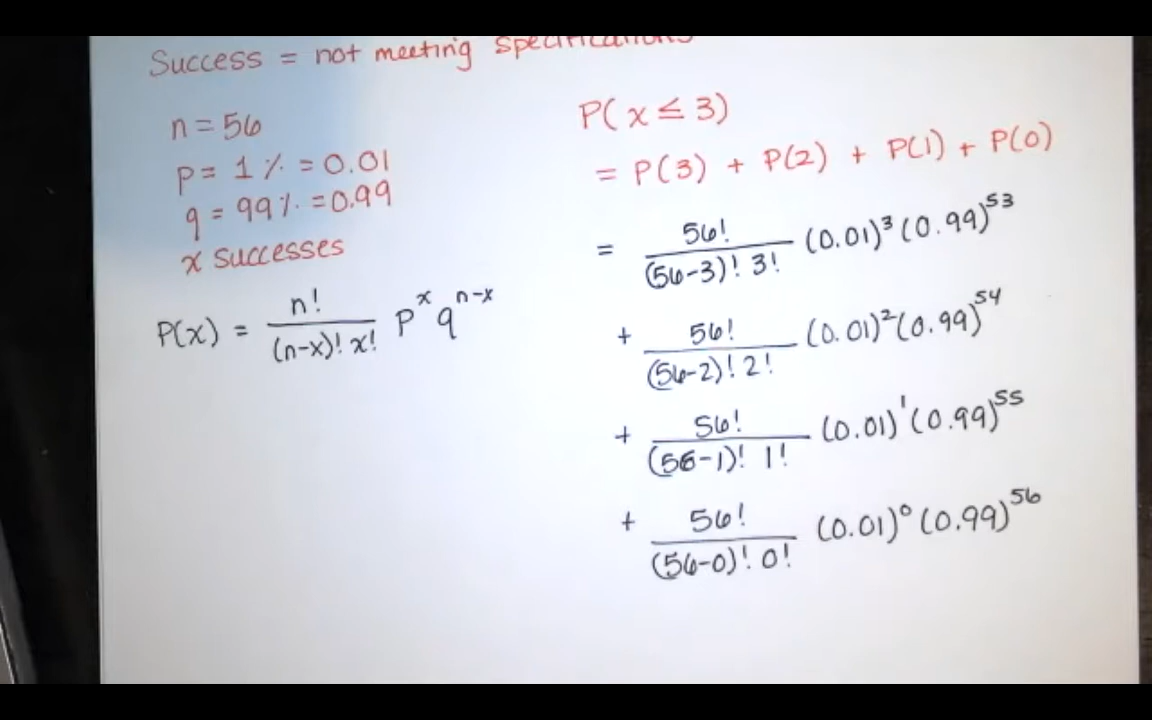 Success = not meeting specifications
n = 56
p = 1% = 0.01
q = 99% = 0.99
x successes
P(x) = n! / (n-x)! x! p^x q^(n-x)
P(x ≤ 3)
= P(3) + P(2) + P(1) + P(0)
= 56! / (56-3)! 3! (0.01)^3 (0.99)^53
+ 56! / (56-2)! 2! (0.01)^2 (0.99)^54
+ 56! / (56-1)! 1! (0.01)^1 (0.99)^55
+ 56! / (56-0)! 0! (0.01)^0 (0.99)^56